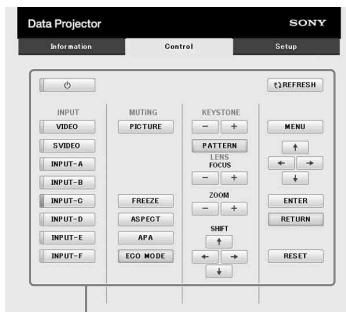 Data Projector
SONY
Information
Control
Setup
REFRESH
INPUT
MUTING
KEYSTONE
VIDEO
PICTURE
- +
MENU
SVIDEO
PATTERN
INPUT-A
LENS
FOCUS
INPUT-B
- +
INPUT-C
FREEZE
ZOOM
ENTER
INPUT-D
ASPECT
- +
RETURN
INPUT-E
APA
SHIFT
INPUT-F
ECO MODE
RESET